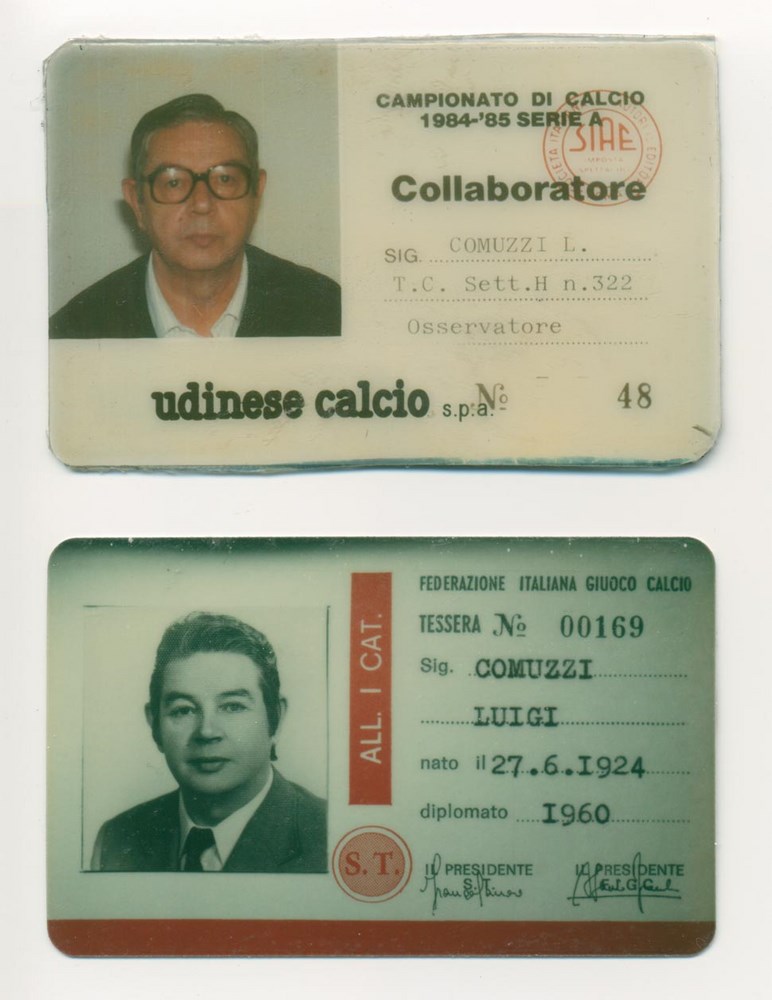 CAMPIONATO DI CALCIO
1984-'85 SERIE A
SIAE
Collaboratore
SIG. COMUZZI L.
T.C. Sett.H n.322
Osservatore
udinese calcio s.p.a. Nº 48
FEDERAZIONE ITALIANA GIUOCO CALCIO
TESSERA Nº 00169
Sig. COMUZZI
LUIGI
nato il 27.6.I924
diplomato I960
ALL. I CAT.
S.T.
IL PRESIDENTE
S.T.
IL PRESIDENTE
F.I.G.C.